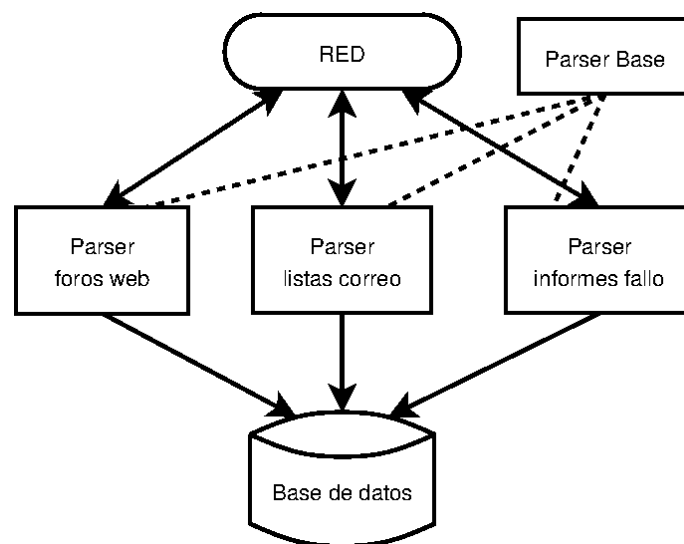 RED
Parser Base
Parser
foros web
Parser
listas correo
Parser
informes fallo
Base de datos